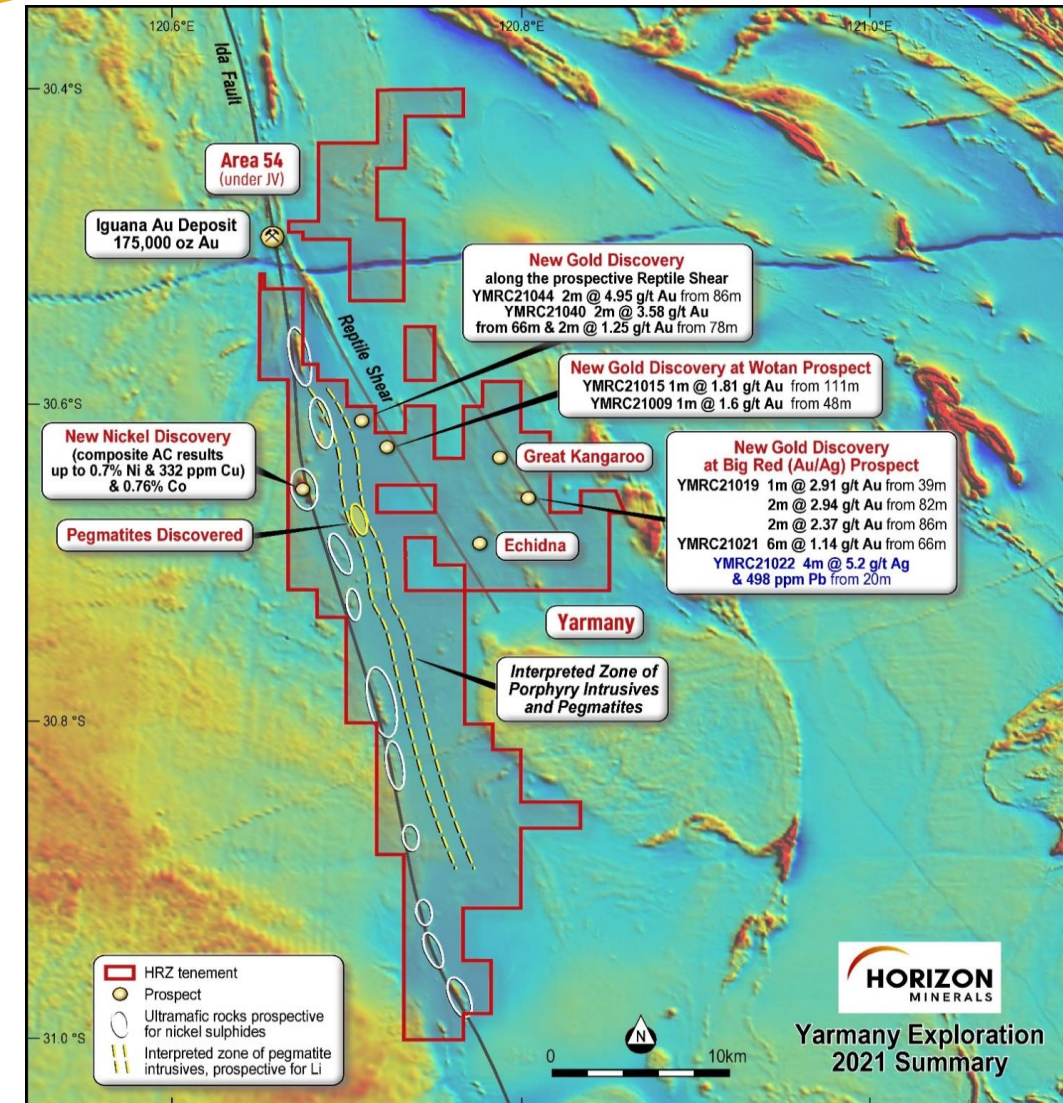 120.6°E
120.8°E
121.0°E
Ida Fault
30.4°S
Area 54
(under JV)
Iguana Au Deposit
175,000 oz Au
New Gold Discovery
along the prospective Reptile Shear
YMRC21044 2m @ 4.95 g/t Au from 86m
YMRC21040 2m @ 3.58 g/t Au
from 66m & 2m @ 1.25 g/t Au from 78m
Reptile Shear
New Gold Discovery at Wotan Prospect
YMRC21015 1m @ 1.81 g/t Au from 111m
YMRC21009 1m @ 1.6 g/t Au from 48m
30.6°S
New Nickel Discovery
(composite AC results
up to 0.7% Ni & 332 ppm Cu)
& 0.76% Co
Great Kangaroo
New Gold Discovery
at Big Red (Au/Ag) Prospect
YMRC21019 1m @ 2.91 g/t Au from 39m
2m @ 2.94 g/t Au from 82m
2m @ 2.37 g/t Au from 86m
YMRC21021 6m @ 1.14 g/t Au from 66m
YMRC21022 4m @ 5.2 g/t Ag
& 498 ppm Pb from 20m
Pegmatites Discovered
Echidna
Yarmany
Interpreted Zone of
Porphyry Intrusives
and Pegmatites
30.8 °S
HRZ tenement
Prospect
Ultramafic rocks prospective
for nickel sulphides
Interpreted zone of pegmatite
intrusives, prospective for Li
31.0 °S
N
0 10km
HORIZON
MINERALS
Yarmany Exploration
2021 Summary